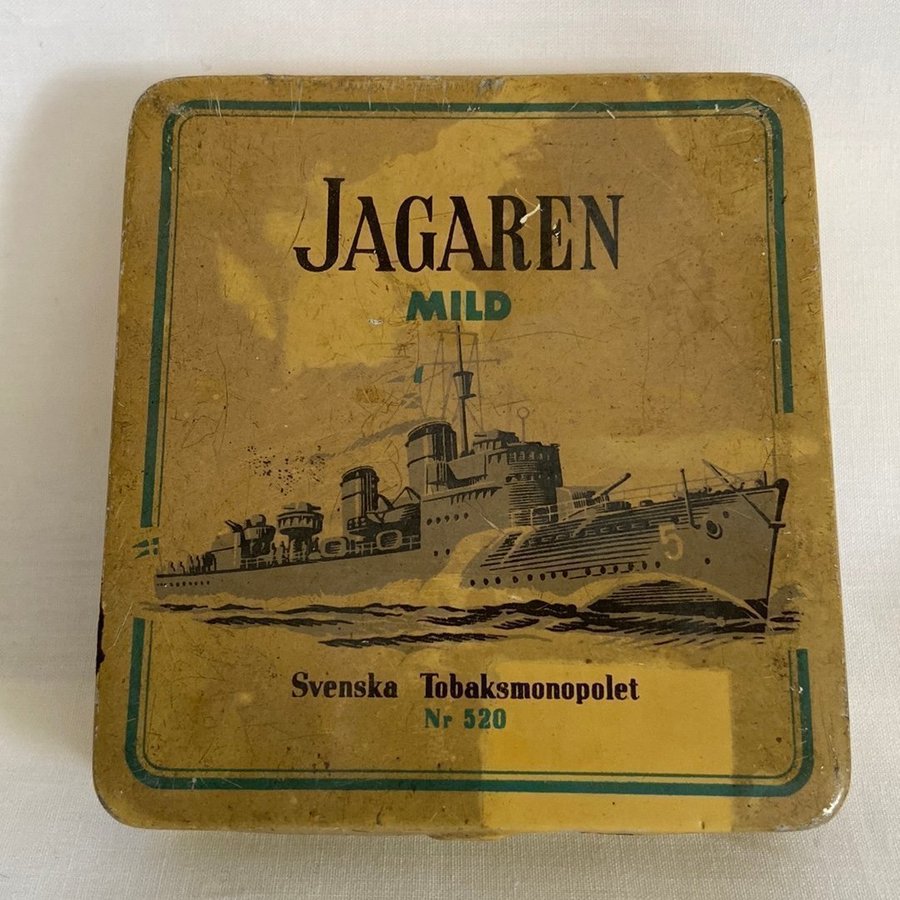 JAGAREN
MILD
5
Svenska Tobaksmonopolet
Nr 520